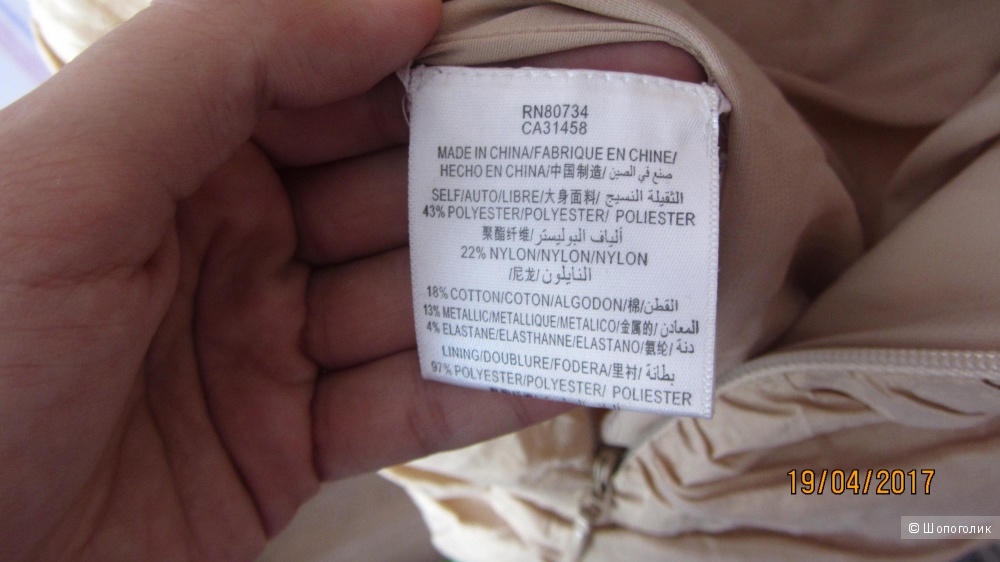 RN80734
CA31458
MADE IN CHINA/FABRIQUE EN CHINE/
HECHO EN CHINA/中国制造/ صنع في الصين
SELF/AUTO/LIBRE/大身面料/ الثقيلة النسيج
43% POLYESTER/POLYESTER/ POLIESTER
聚酯纤维/ ألياف البوليستر
22% NYLON/NYLON/NYLON
/尼龙/ النايلون
18% COTTON/COTON/ALGODON/棉/ القطن
13% METALLIC/METALLIQUE/METALICO/金属的/ المعادن
4% ELASTANE/ELASTHANNE/ELASTANO/氨纶/ دنة
LINING/DOUBLURE/FODERA/里衬/ بطانة
97% POLYESTER/POLYESTER/ POLIESTER
19/04/2017
© Шопоголик